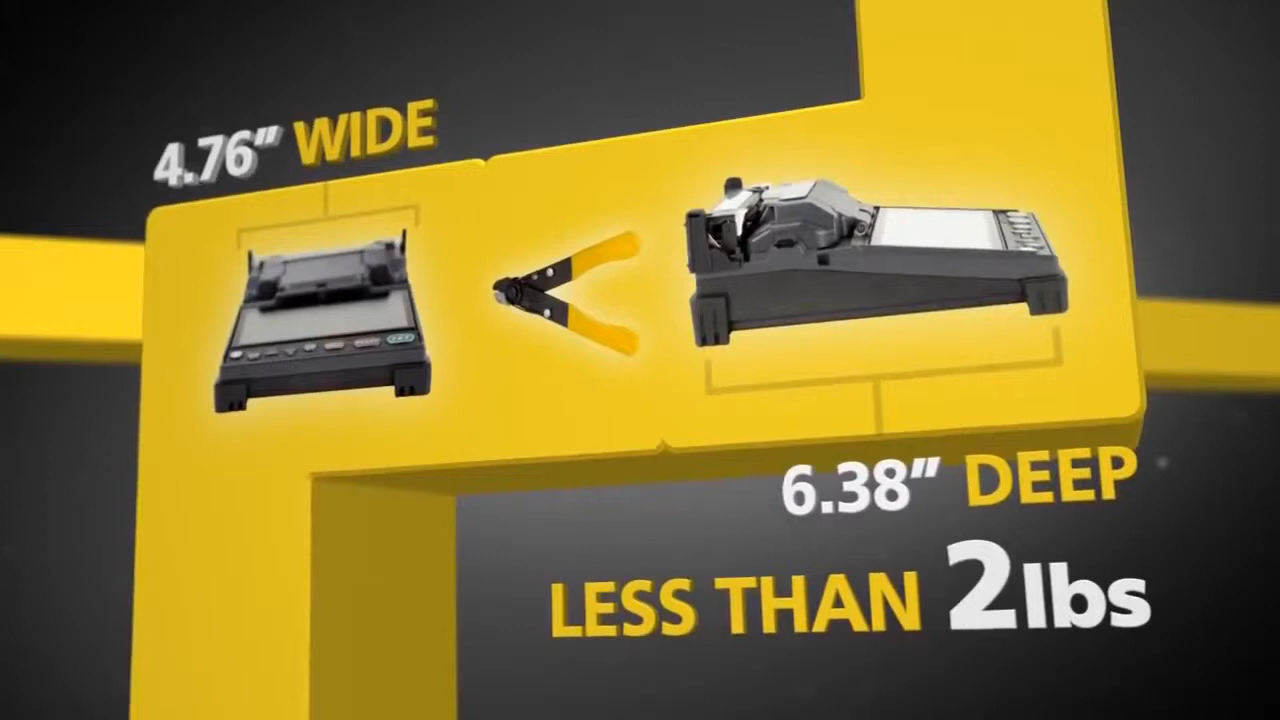 4.76” WIDE
6.38” DEEP
LESS THAN 2lbs